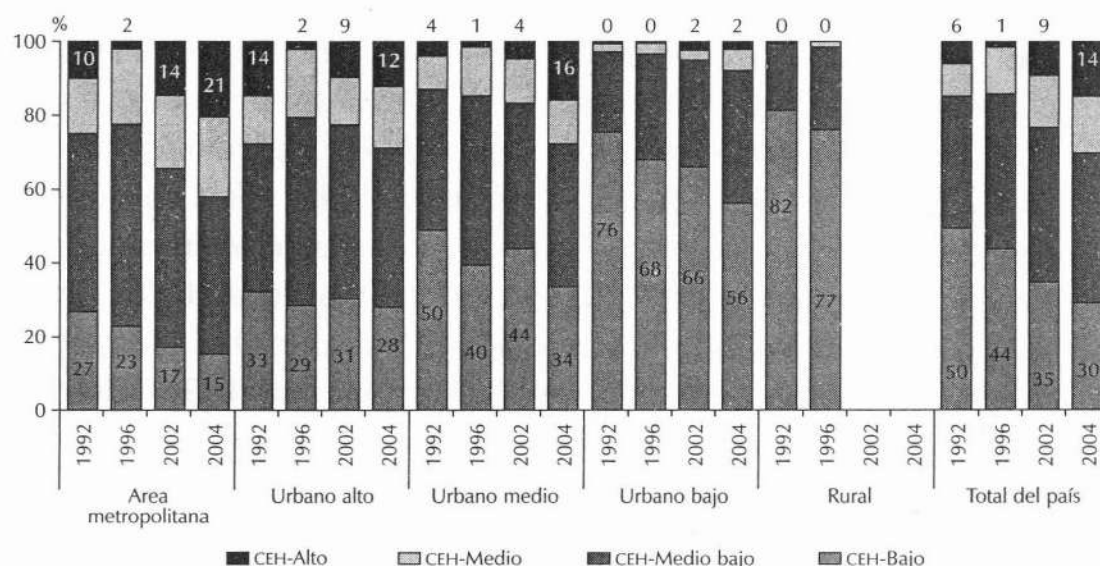 % 2 2 9 4 1 4 0 0 2 2 0 0 6 1 9
100
10 14 21 14 12 16 14
80
60
40
20
0
27 23 17 15 33 29 31 28 50 40 44 34 76 68 66 56 82 77 50 44 35 30
1992 1996 2002 2004 1992 1996 2002 2004 1992 1996 2002 2004 1992 1996 2002 2004 1992 1996 2002 2004 1992 1996 2002 2004
Area Urbano alto Urbano medio Urbano bajo Rural Total del país
metropolitana
CEH-Alto CEH-Medio CEH-Medio bajo CEH-Bajo